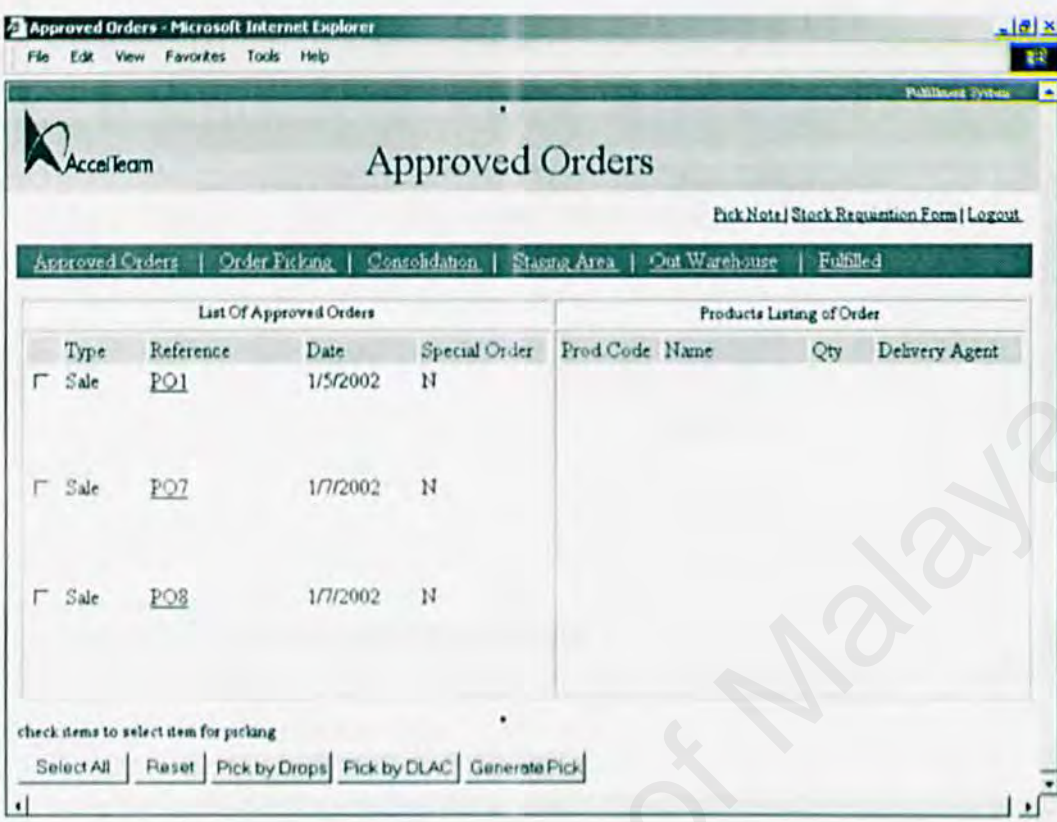 Approved Orders - Microsoft Internet Explorer
File Edit View Favorites Tools Help
Fulfillment System
AccelTeam
Approved Orders
Pick Note | Stock Requisition Form | Logout
Approved Orders | Order Picking | Consolidation | Staging Area | Out Warehouse | Fulfilled
List Of Approved Orders Products Listing of Order
Type Reference Date Special Order Prod Code Name Qty Delivery Agent
Sale PO1 1/5/2002 N
Sale PO7 1/7/2002 N
Sale PO8 1/7/2002 N
check items to select item for picking
Select All Reset Pick by Drops Pick by DLAC Generate Pick
of Malaya